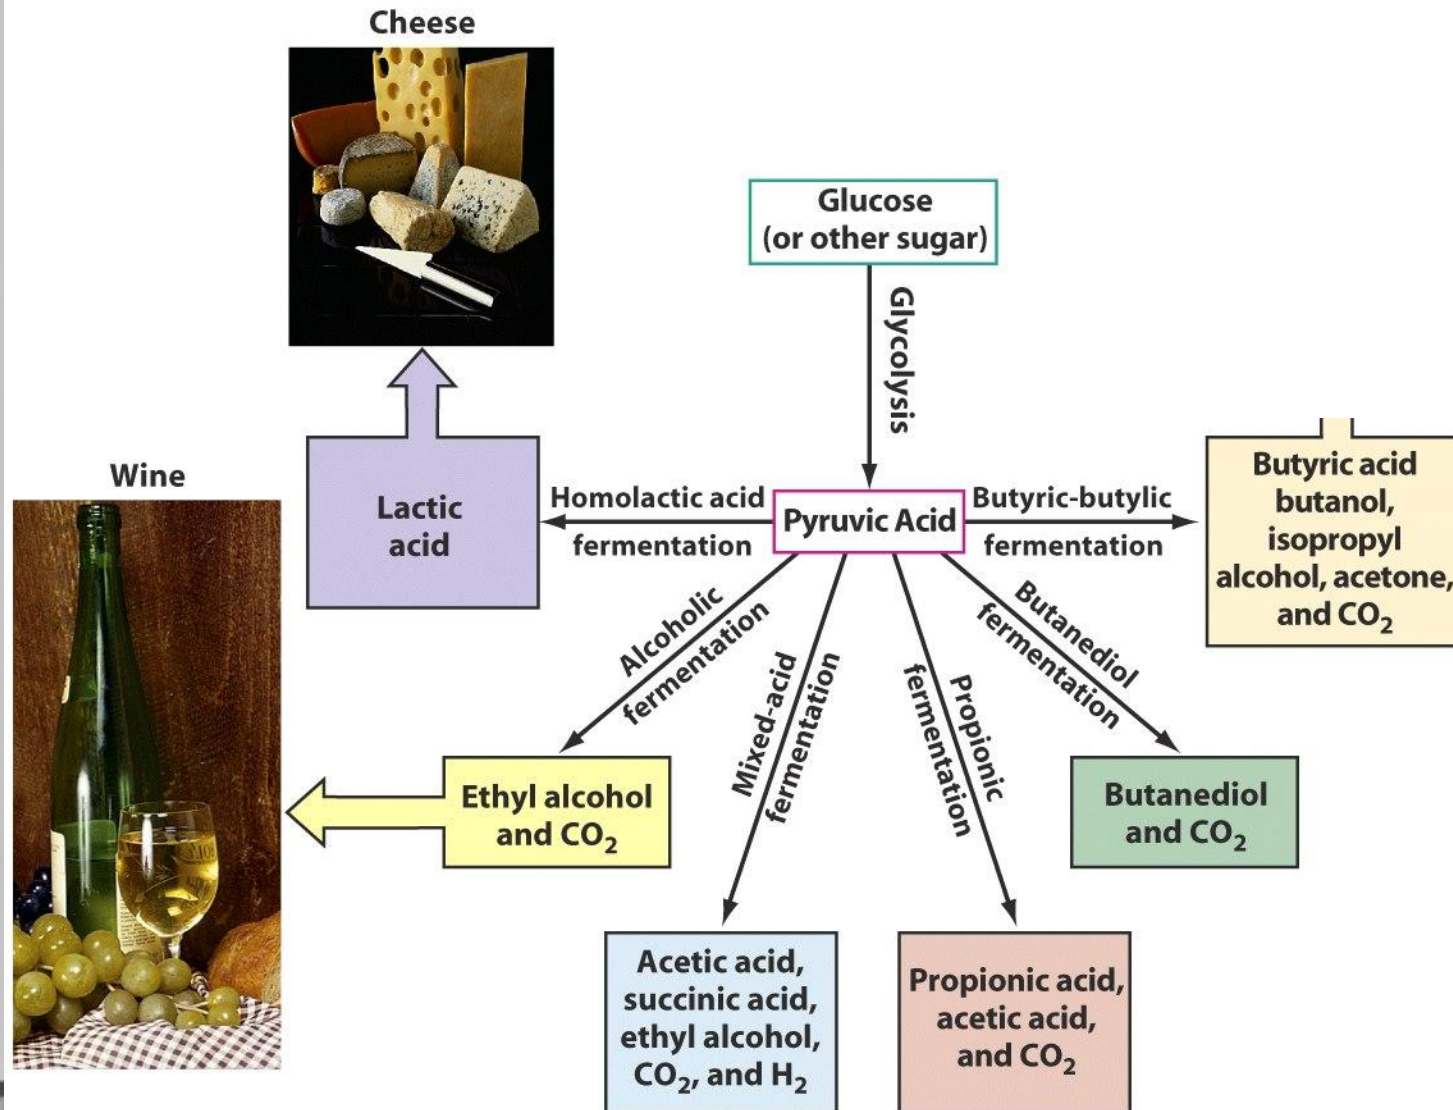 Cheese
Glucose
(or other sugar)
Glycolysis
Wine
Lactic
acid
Homolactic acid
fermentation
Pyruvic Acid
Butyric-butylic
fermentation
Butyric acid
butanol,
isopropyl
alcohol, acetone,
and CO₂
Alcoholic
fermentation
Mixed-acid
fermentation
Propionic
fermentation
Butanediol
fermentation
Ethyl alcohol
and CO₂
Butanediol
and CO₂
Acetic acid,
succinic acid,
ethyl alcohol,
CO₂, and H₂
Propionic acid,
acetic acid,
and CO₂